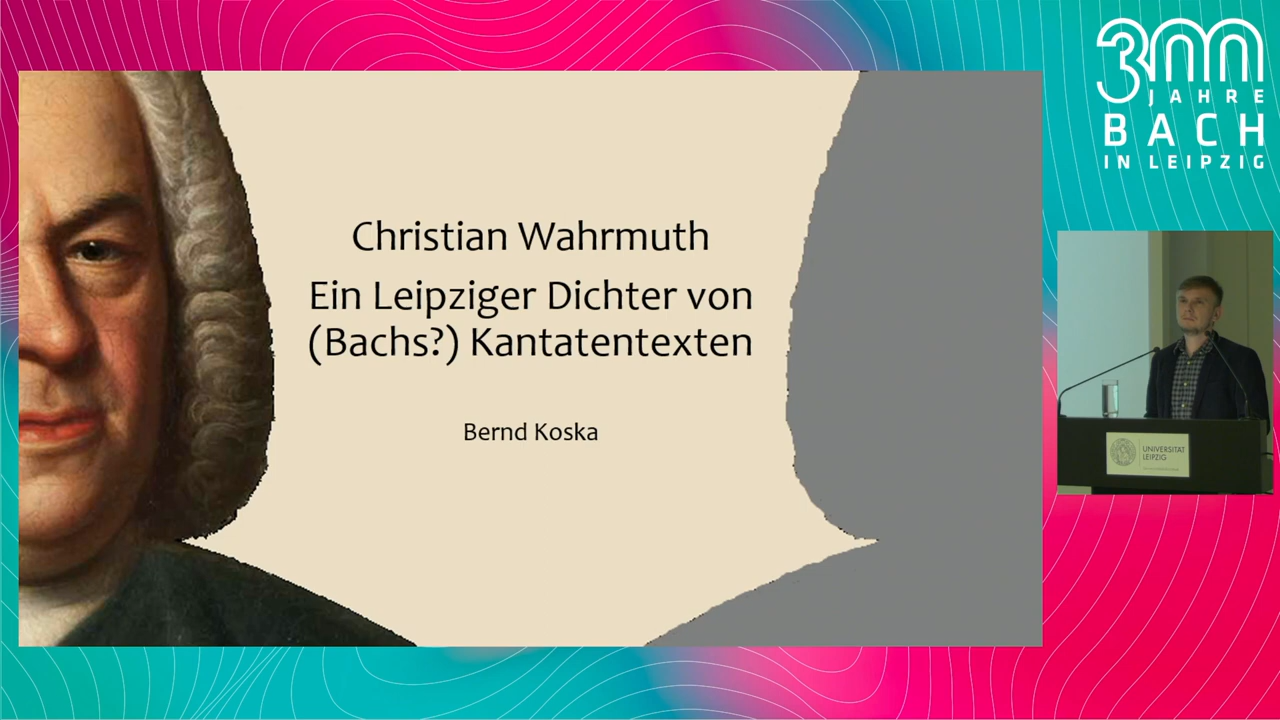 300
JAHRE
BACH
IN LEIPZIG
Christian Wahrmuth
Ein Leipziger Dichter von
(Bachs?) Kantatentexten
Bernd Koska
UNIVERSITÄT
LEIPZIG